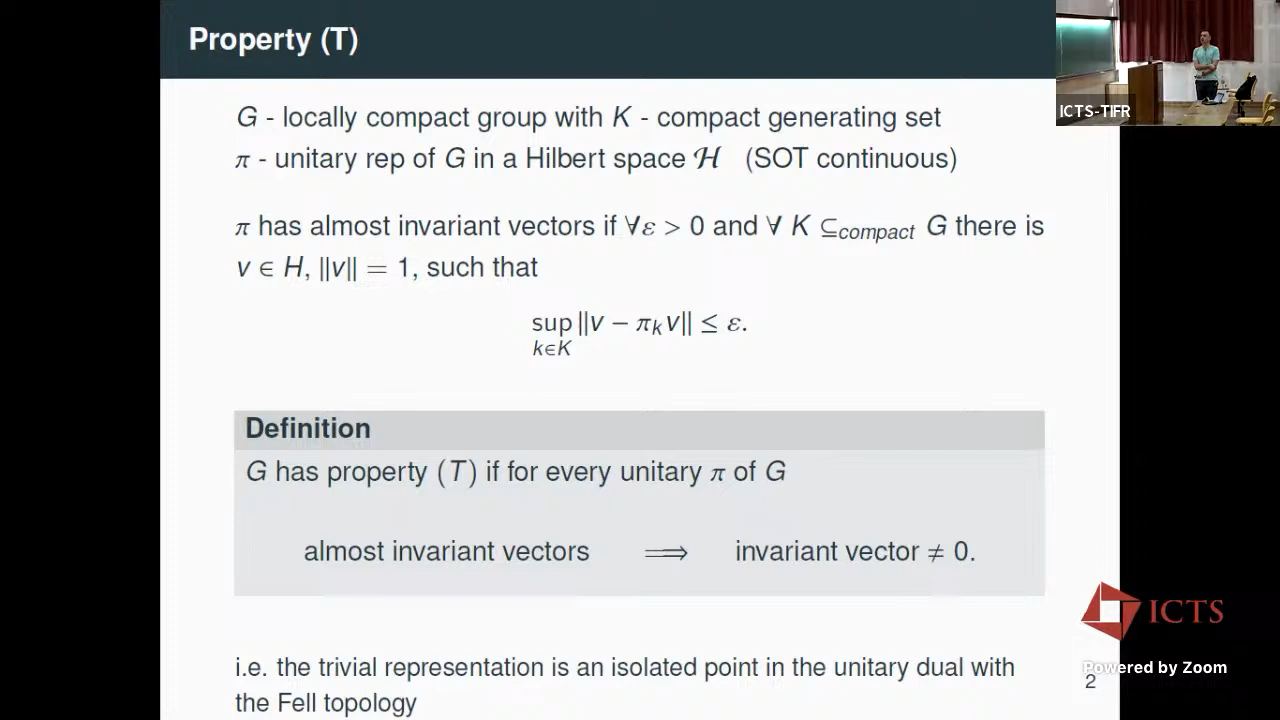 Property (T)
G - locally compact group with K - compact generating set
π - unitary rep of G in a Hilbert space ℋ (SOT continuous)
π has almost invariant vectors if ∀ε > 0 and ∀ K ⊆compact G there is
v ∈ H, ‖v‖ = 1, such that
sup ‖v − πₖv‖ ≤ ε.
k∈K
Definition
G has property (T) if for every unitary π of G
almost invariant vectors ⟹ invariant vector ≠ 0.
i.e. the trivial representation is an isolated point in the unitary dual with
the Fell topology
ICTS-TIFR
ICTS
Powered by Zoom
2